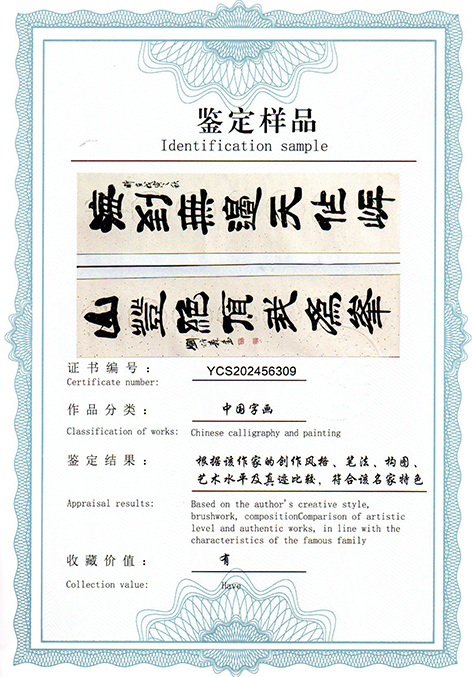 鉴定样品
Identification sample
海到無邊天作岸
山登絕頂我為峯
证书编号：
YCS202456309
Certificate number:
作品分类：
中国字画
Classification of works:
Chinese calligraphy and painting
鉴定结果：
根据该作家的创作风格、笔法、构图、
艺术水平及真迹比较，符合该名家特色
Appraisal results:
Based on the author's creative style,
brushwork, compositionComparison of artistic
level and authentic works, in line with the
characteristics of the famous family
收藏价值：
有
Collection value:
Have